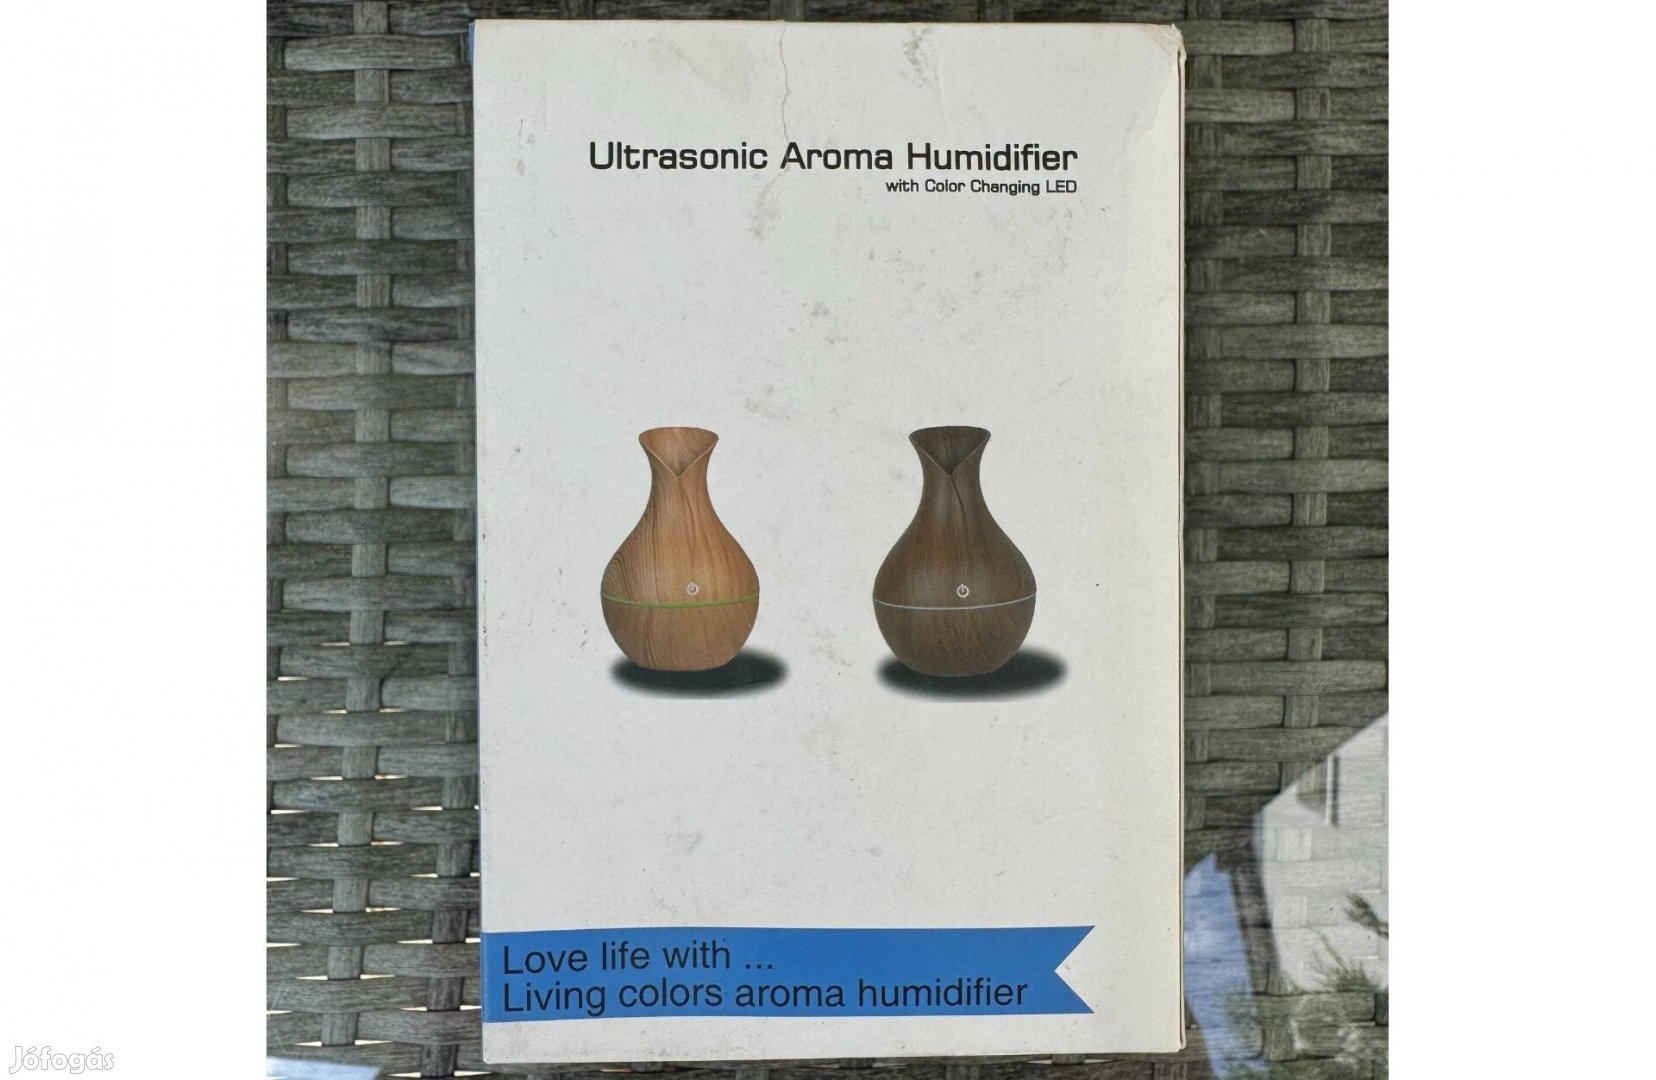 Ultrasonic Aroma Humidifier
with Color Changing LED
Love life with ...
Living colors aroma humidifier
Jófogás